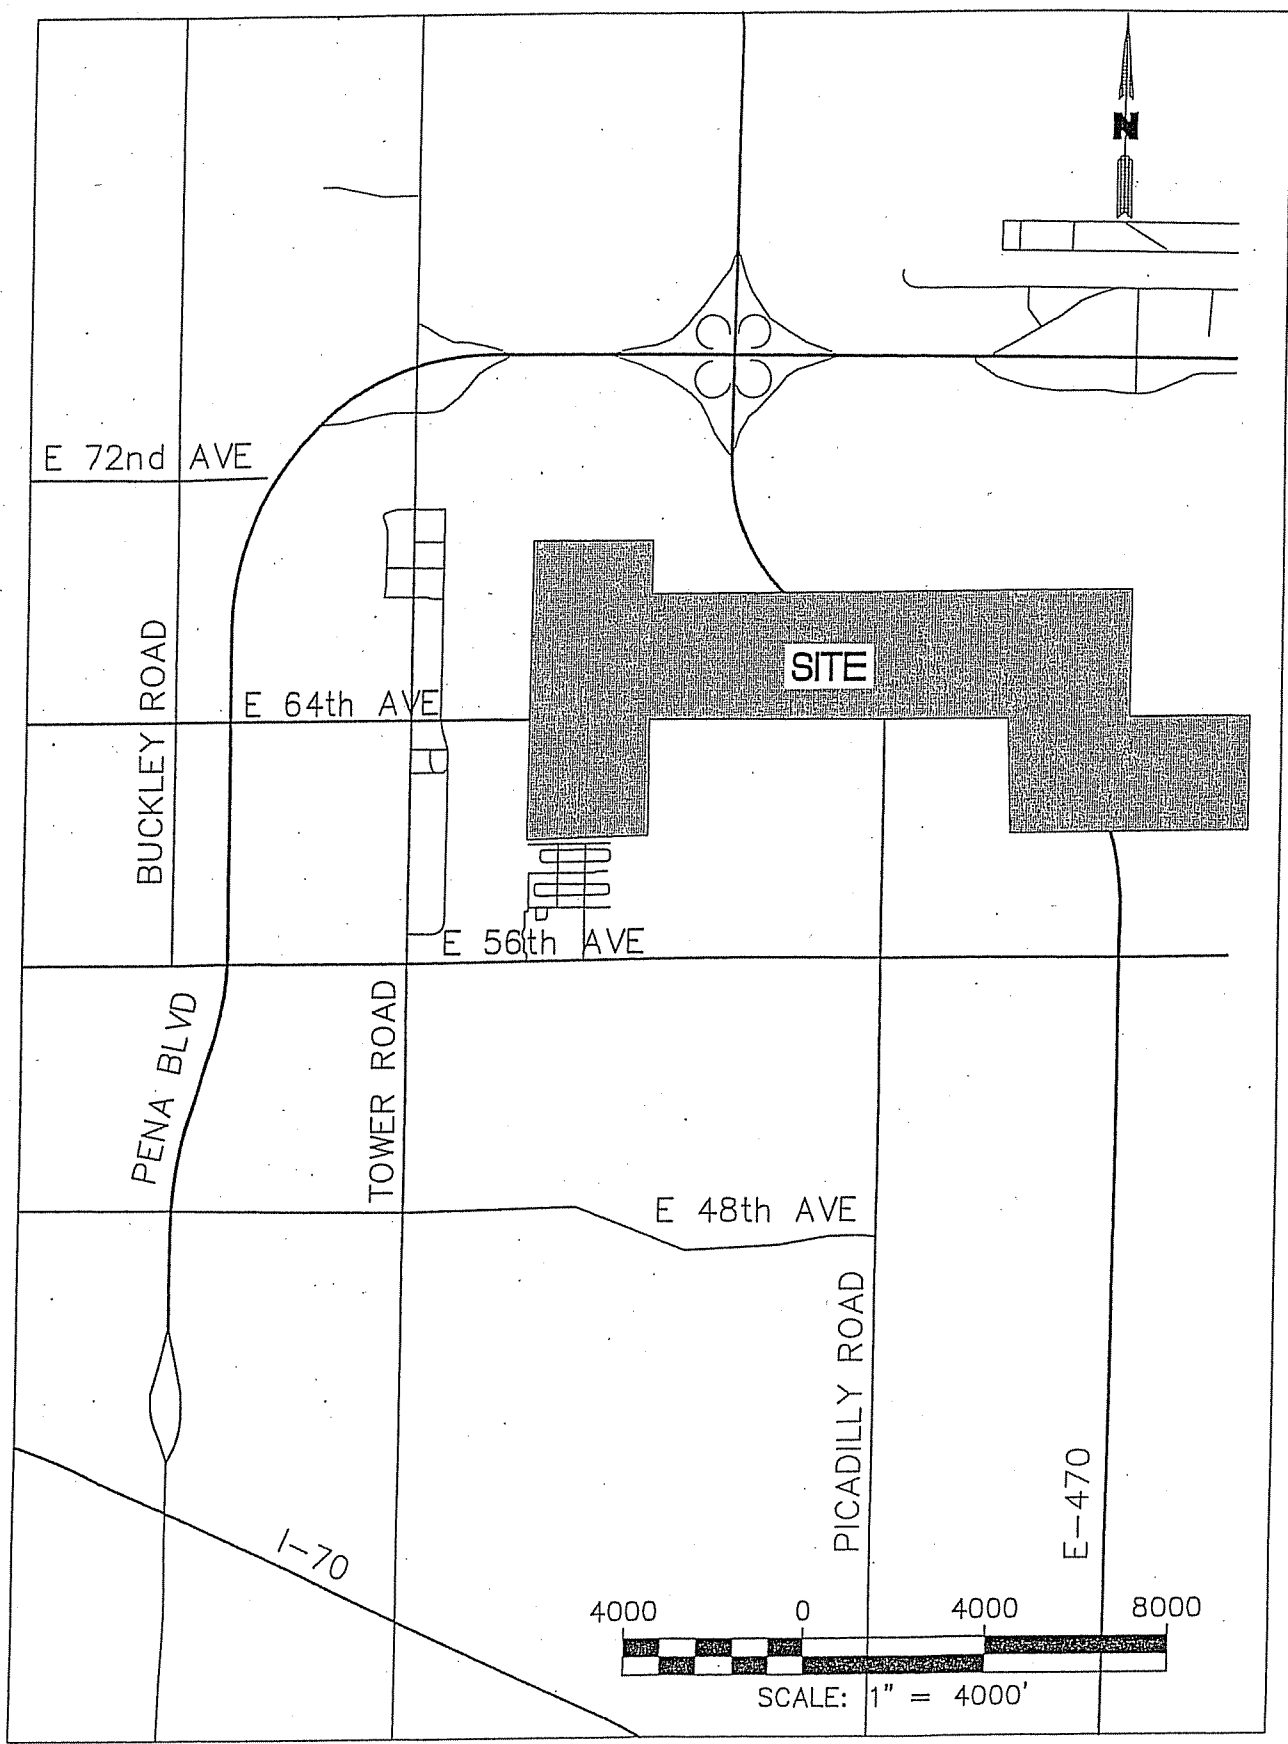 N
E 72nd AVE
BUCKLEY ROAD
SITE
E 64th AVE
E 56th AVE
PENA BLVD
TOWER ROAD
E 48th AVE
PICADILLY ROAD
E-470
I-70
4000 0 4000 8000
SCALE: 1" = 4000'